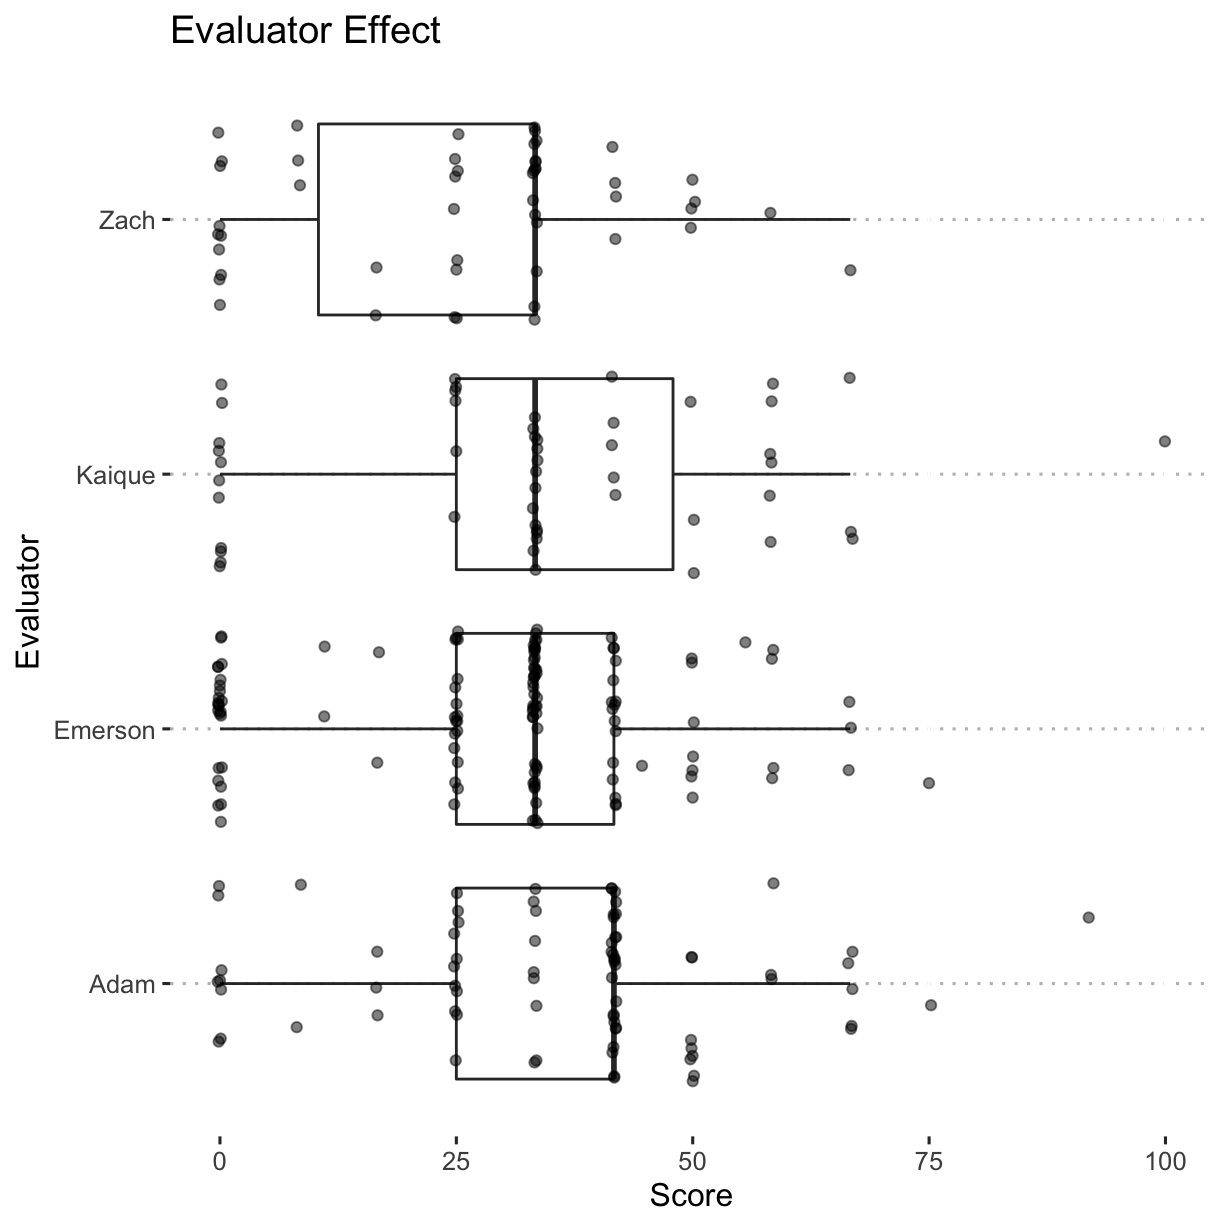 Evaluator Effect
Zach
Kaique
Emerson
Adam
Evaluator
0 25 50 75 100
Score